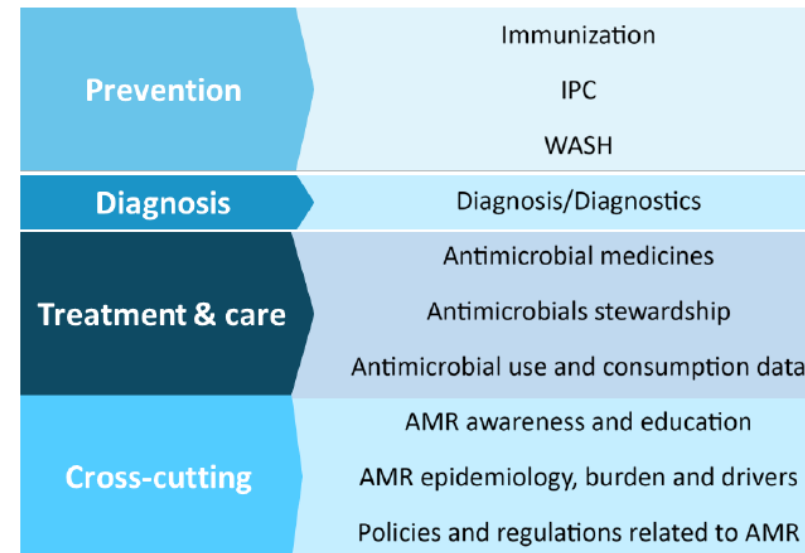 Prevention
Immunization
IPC
WASH
Diagnosis
Diagnosis/Diagnostics
Treatment & care
Antimicrobial medicines
Antimicrobials stewardship
Antimicrobial use and consumption data
Cross-cutting
AMR awareness and education
AMR epidemiology, burden and drivers
Policies and regulations related to AMR